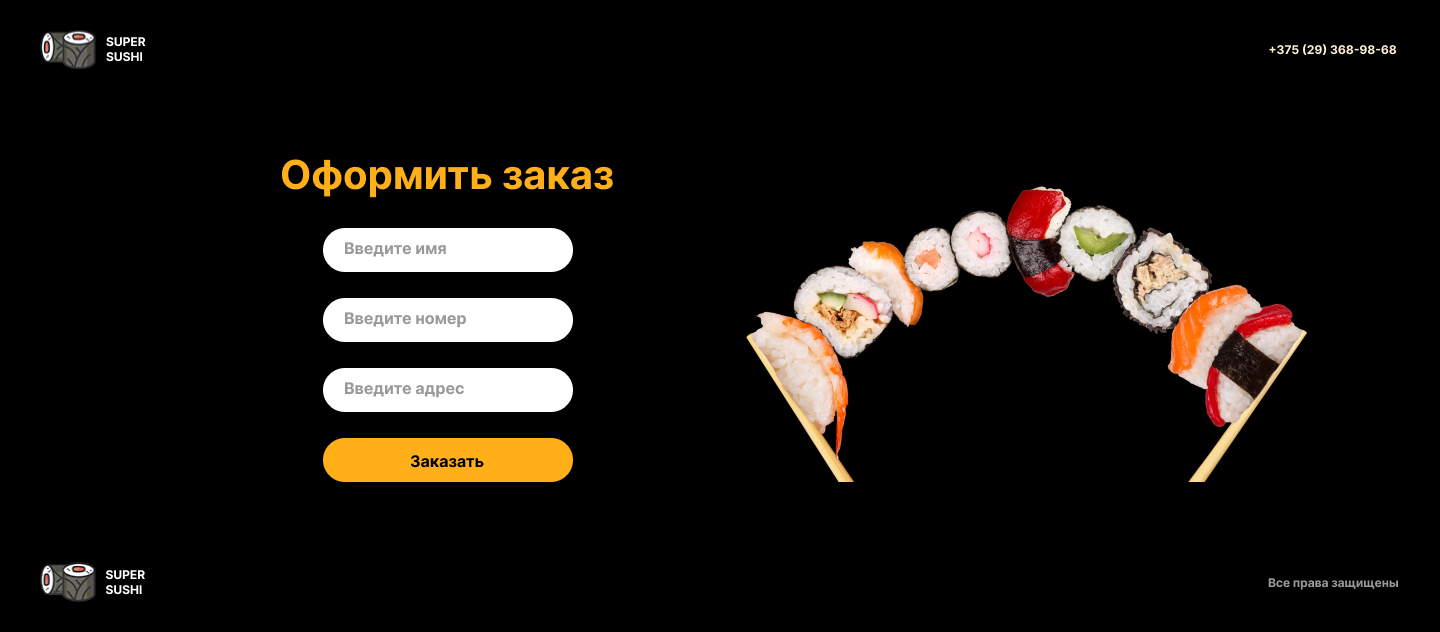 SUPER
SUSHI
+375 (29) 368-98-68
Оформить заказ
Введите имя
Введите номер
Введите адрес
Заказать
SUPER
SUSHI
Все права защищены